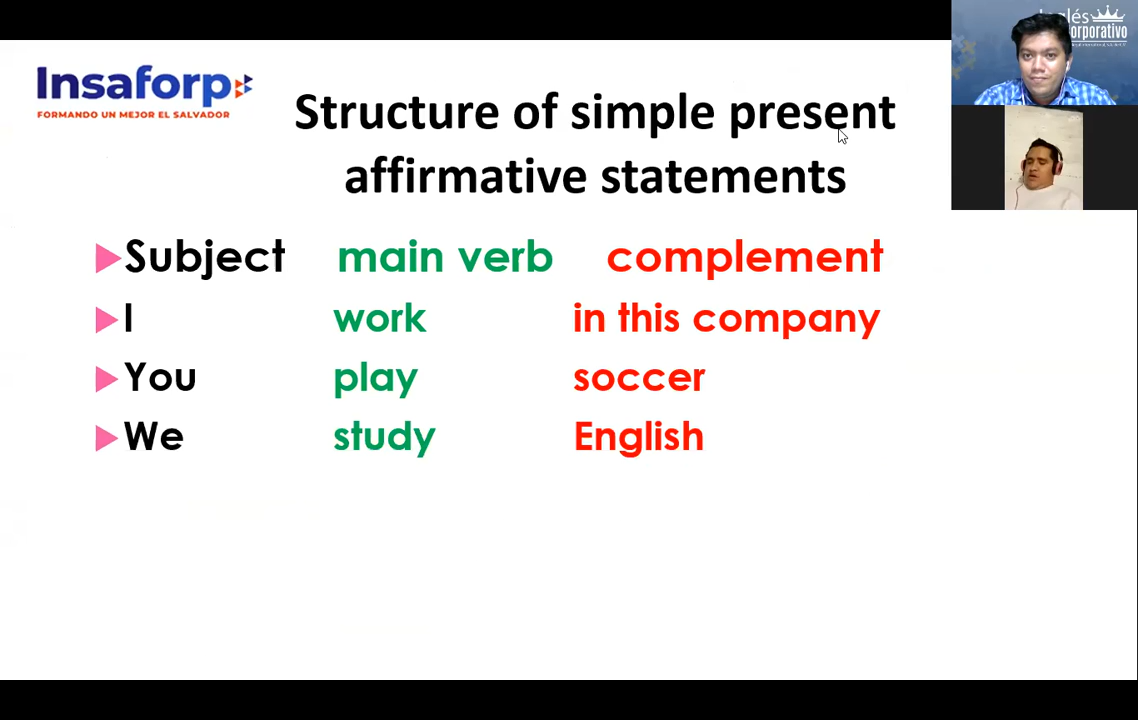 Insaforp
FORMANDO UN MEJOR EL SALVADOR
Structure of simple present
affirmative statements
Subject main verb complement
I work in this company
You play soccer
We study English
Inglés
Corporativo